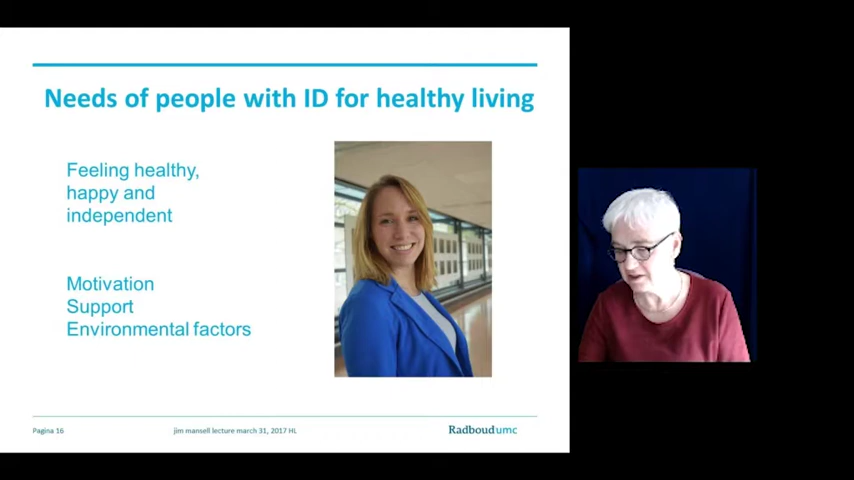 Needs of people with ID for healthy living
Feeling healthy,
happy and
independent
Motivation
Support
Environmental factors
Pagina 16
jim mansell lecture march 31, 2017 HL
Radboudumc